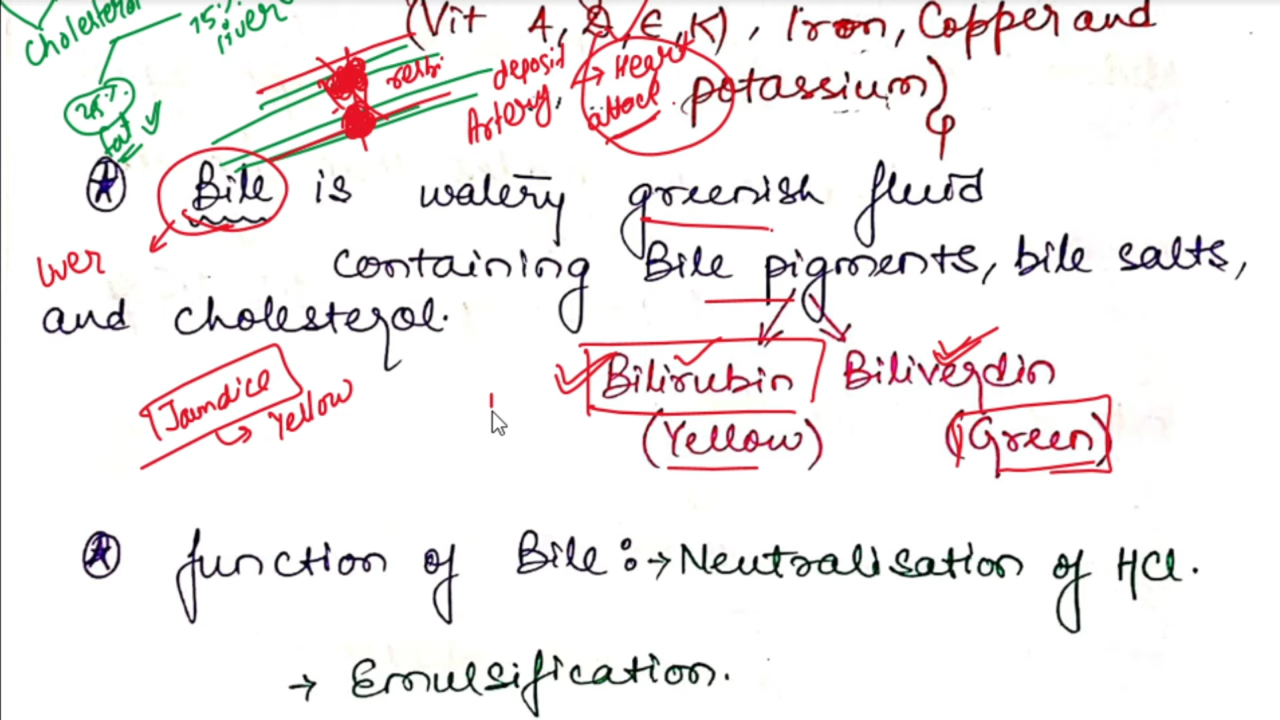 Cholesterol
75% liver
25%
fat
(Vit A, D, E, K), Iron, Copper and
restri.
deposit
Artery.
→ Heart
attack
potassium)
Bile is watery greenish fluid
liver
containing Bile pigments, bile salts,
and cholesterol.
Jaundice
→ Yellow
Bilirubin Biliverdin
(Yellow) (Green)
function of Bile:→ Neutralisation of HCl.
→ Emulsification.